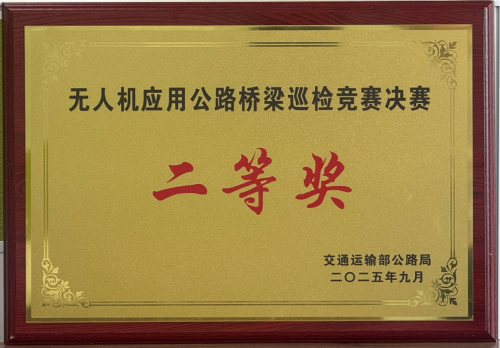 无人机应用公路桥梁巡检竞赛决赛
二等奖
交通运输部公路局
二〇二五年九月